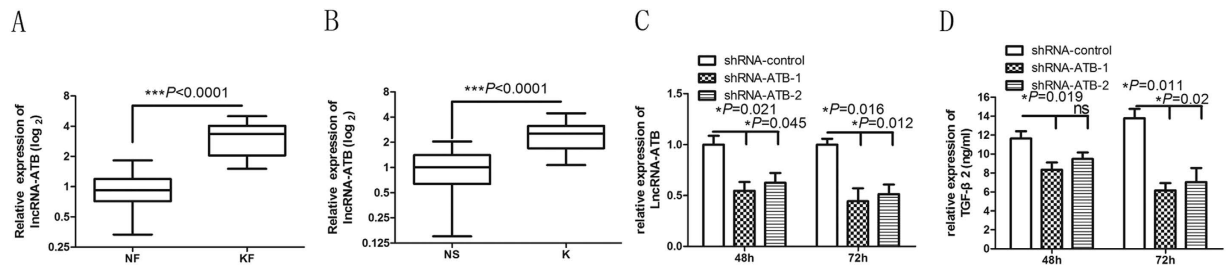 A
Relative expression of
lncRNA-ATB (log 2)
8
4
2
1
0.5
0.25
***P<0.0001
NF
KF
B
Relative expression of
lncRNA-ATB (log 2)
8
4
2
1
0.5
0.25
0.125
***P<0.0001
NS
K
C
shRNA-control
shRNA-ATB-1
shRNA-ATB-2
relative expression of
LncRNA-ATB
1.5
1.0
0.5
0.0
*P=0.021
*P=0.045
*P=0.016
*P=0.012
48h
72h
D
shRNA-control
shRNA-ATB-1
shRNA-ATB-2
relative expression of
TGF-β 2 (ng/ml)
16
14
12
10
8
6
4
2
0
*P=0.019
ns
*P=0.011
*P=0.02
48h
72h